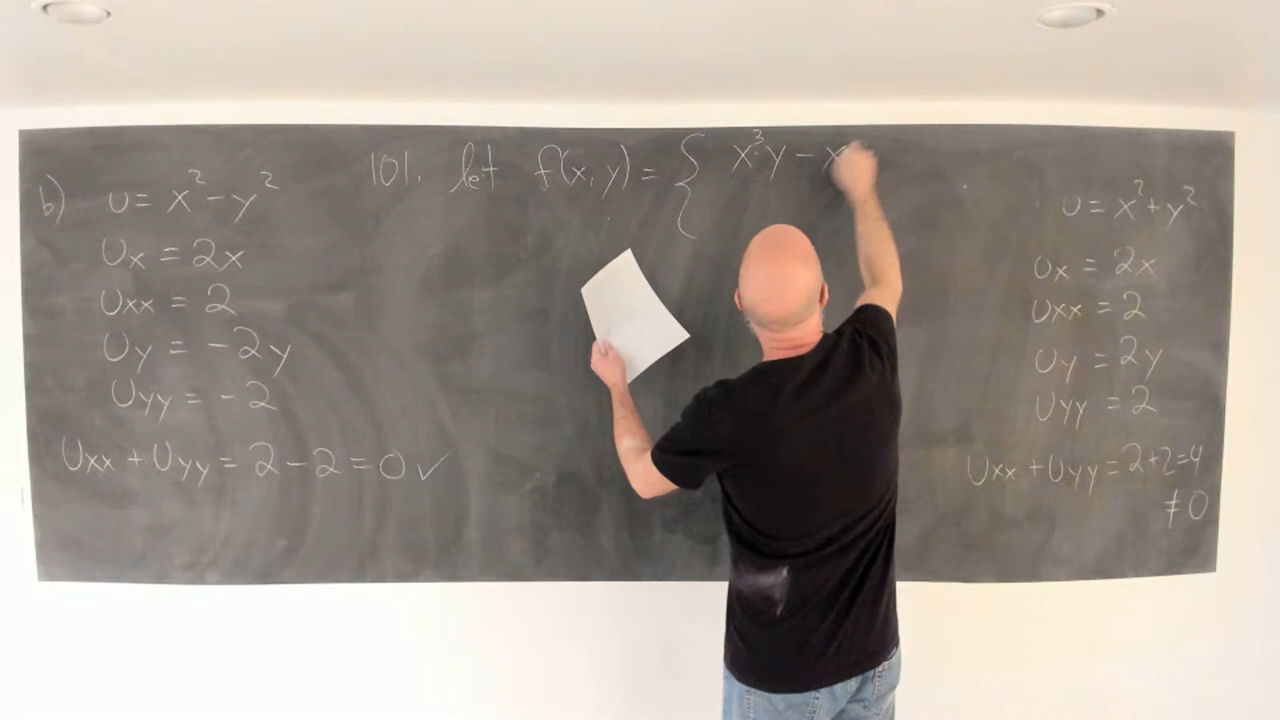 b) u = x² - y²
Ux = 2x
Uxx = 2
Uy = -2y
Uyy = -2
Uxx + Uyy = 2 - 2 = 0 ✓
101. let f(x, y) = { x³y - x
u = x² + y²
Ux = 2x
Uxx = 2
Uy = 2y
Uyy = 2
Uxx + Uyy = 2+2=4
≠ 0